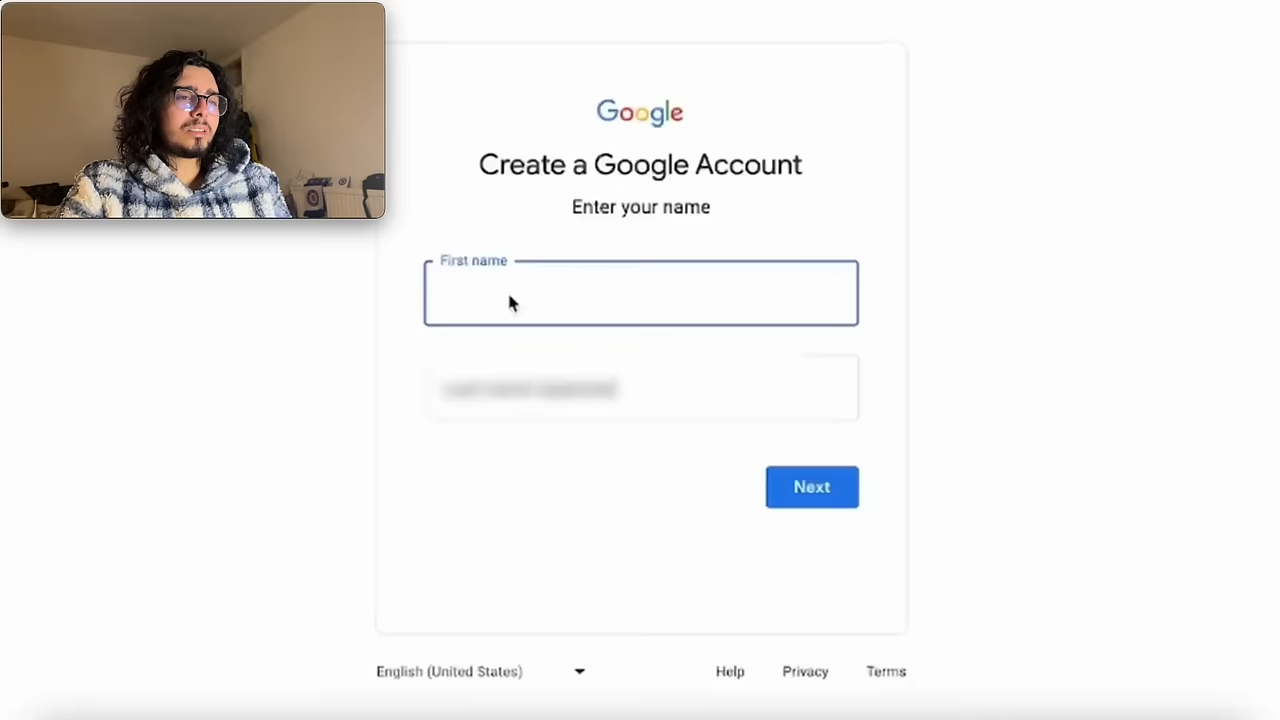 Google
Create a Google Account
Enter your name
First name
Next
English (United States)
Help Privacy Terms